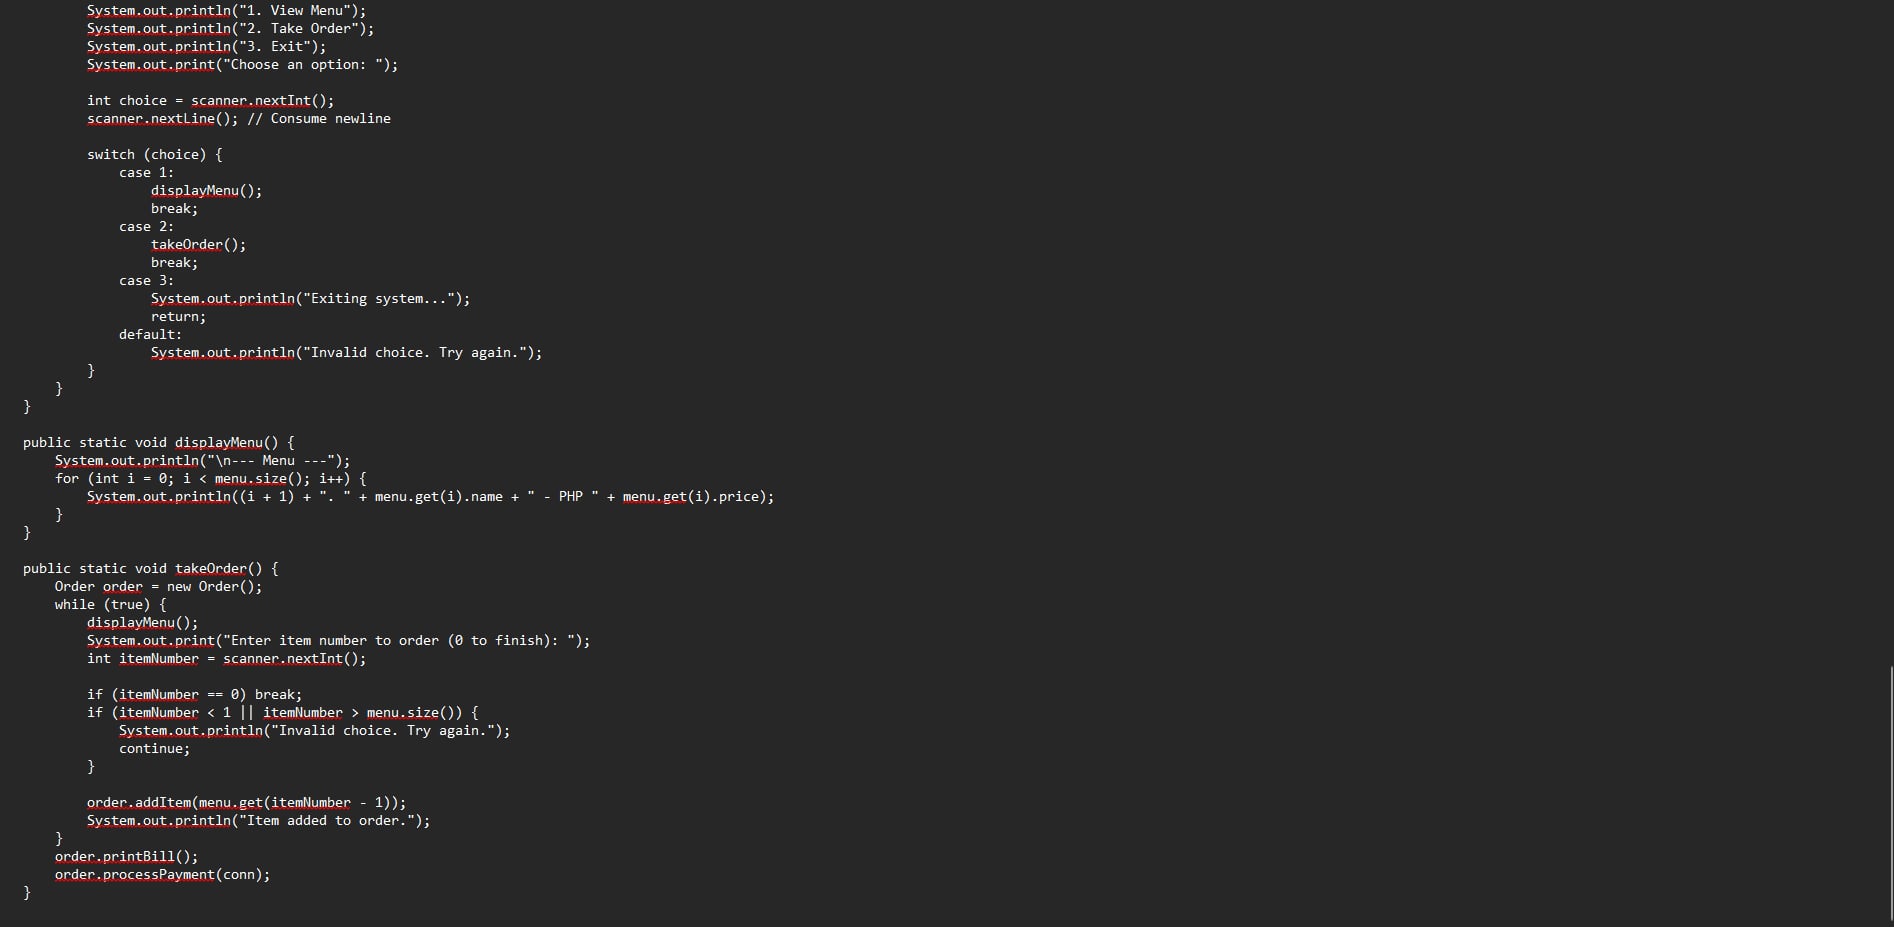 System.out.println("1. View Menu");
System.out.println("2. Take Order");
System.out.println("3. Exit");
System.out.print("Choose an option: ");
int choice = scanner.nextInt();
scanner.nextLine(); // Consume newline
switch (choice) {
case 1:
displayMenu();
break;
case 2:
takeOrder();
break;
case 3:
System.out.println("Exiting system...");
return;
default:
System.out.println("Invalid choice. Try again.");
}
}
}
public static void displayMenu() {
System.out.println("\n--- Menu ---");
for (int i = 0; i < menu.size(); i++) {
System.out.println((i + 1) + ". " + menu.get(i).name + " - PHP " + menu.get(i).price);
}
}
public static void takeOrder() {
Order order = new Order();
while (true) {
displayMenu();
System.out.print("Enter item number to order (0 to finish): ");
int itemNumber = scanner.nextInt();
if (itemNumber == 0) break;
if (itemNumber < 1 || itemNumber > menu.size()) {
System.out.println("Invalid choice. Try again.");
continue;
}
order.addItem(menu.get(itemNumber - 1));
System.out.println("Item added to order.");
}
order.printBill();
order.processPayment(conn);
}